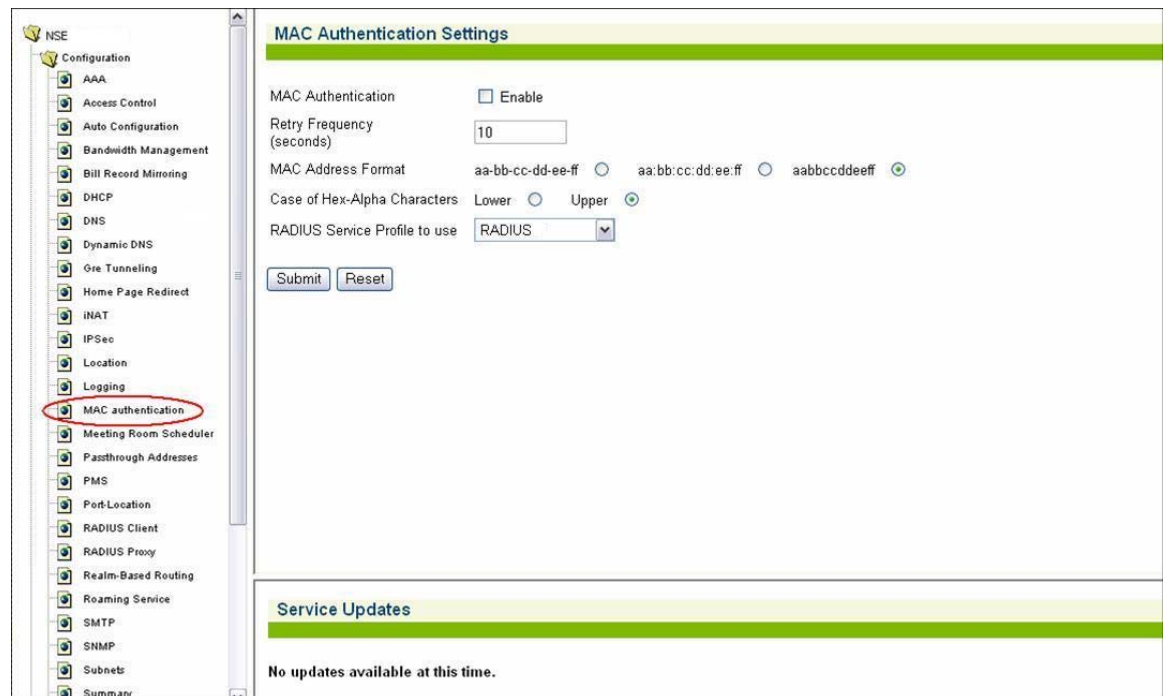 NSE
Configuration
AAA
Access Control
Auto Configuration
Bandwidth Management
Bill Record Mirroring
DHCP
DNS
Dynamic DNS
Gre Tunneling
Home Page Redirect
iNAT
IPSec
Location
Logging
MAC authentication
Meeting Room Scheduler
Passthrough Addresses
PMS
Port-Location
RADIUS Client
RADIUS Proxy
Realm-Based Routing
Roaming Service
SMTP
SNMP
Subnets
Summary
MAC Authentication Settings
MAC Authentication Enable
Retry Frequency
(seconds) 10
MAC Address Format aa-bb-cc-dd-ee-ff aa:bb:cc:dd:ee:ff aabbccddeeff
Case of Hex-Alpha Characters Lower Upper
RADIUS Service Profile to use RADIUS
Submit Reset
Service Updates
No updates available at this time.